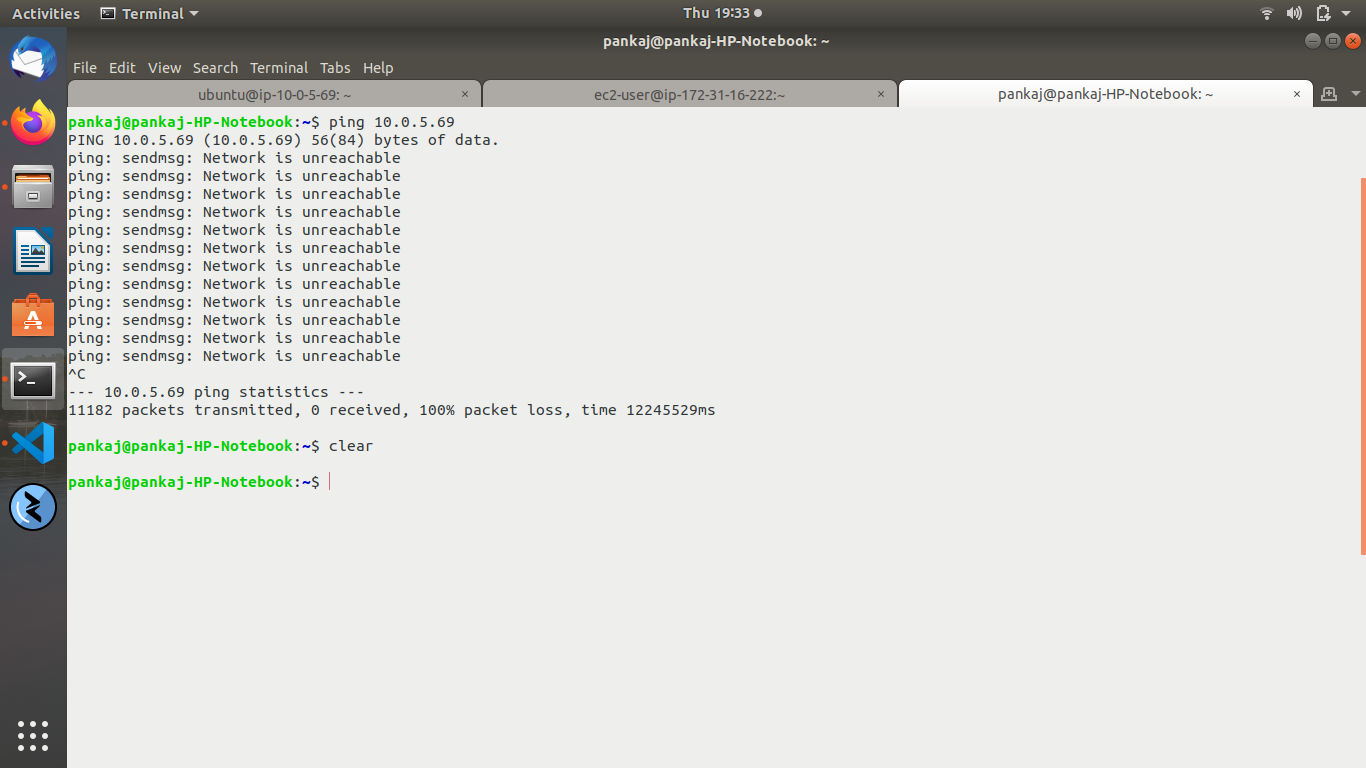 Activities Terminal Thu 19:33
pankaj@pankaj-HP-Notebook: ~
File Edit View Search Terminal Tabs Help
ubuntu@ip-10-0-5-69: ~ × ec2-user@ip-172-31-16-222:~ × pankaj@pankaj-HP-Notebook: ~ ×
pankaj@pankaj-HP-Notebook:~$ ping 10.0.5.69
PING 10.0.5.69 (10.0.5.69) 56(84) bytes of data.
ping: sendmsg: Network is unreachable
ping: sendmsg: Network is unreachable
ping: sendmsg: Network is unreachable
ping: sendmsg: Network is unreachable
ping: sendmsg: Network is unreachable
ping: sendmsg: Network is unreachable
ping: sendmsg: Network is unreachable
ping: sendmsg: Network is unreachable
ping: sendmsg: Network is unreachable
ping: sendmsg: Network is unreachable
ping: sendmsg: Network is unreachable
ping: sendmsg: Network is unreachable
^C
--- 10.0.5.69 ping statistics ---
11182 packets transmitted, 0 received, 100% packet loss, time 12245529ms
pankaj@pankaj-HP-Notebook:~$ clear
pankaj@pankaj-HP-Notebook:~$